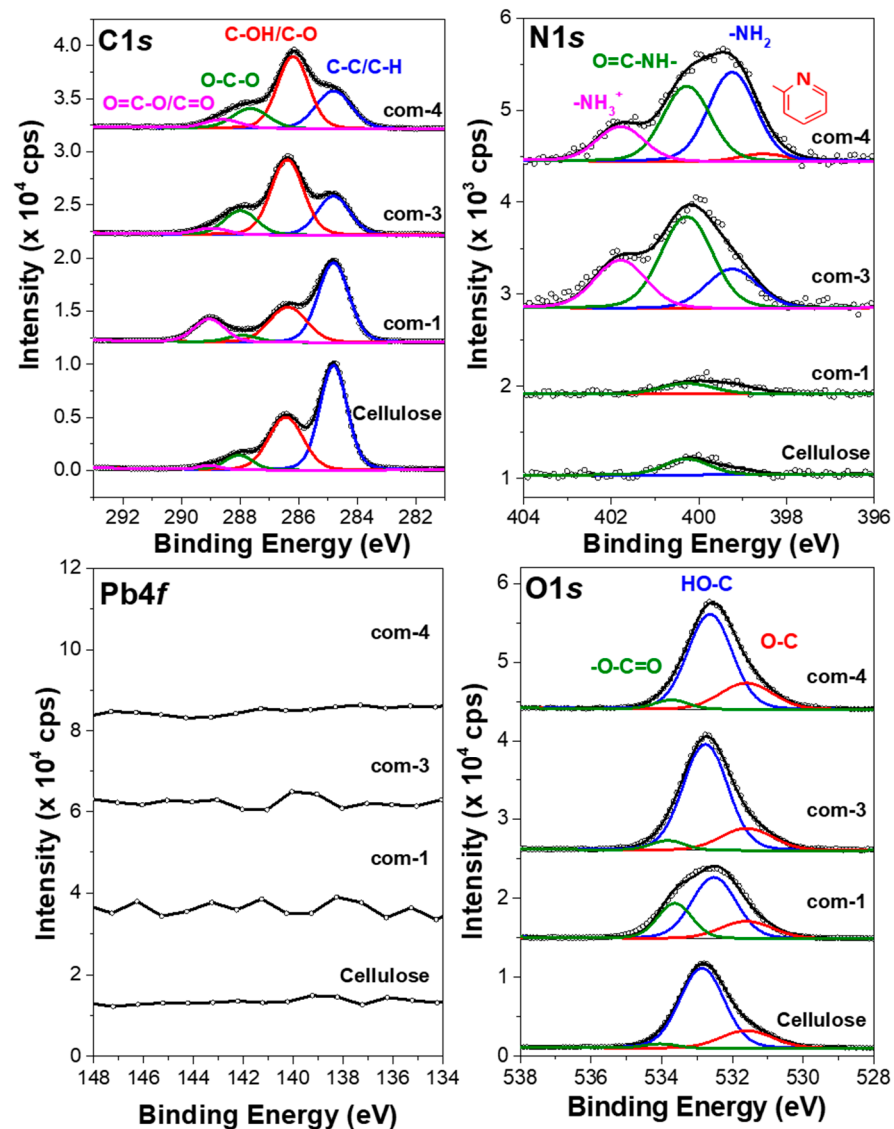 C1s
C-OH/C-O
O-C-O
C-C/C-H
O=C-O/C=O
com-4
com-3
com-1
Cellulose
4.0
3.5
3.0
2.5
2.0
1.5
1.0
0.5
0.0
Intensity (x 10⁴ cps)
292 290 288 286 284 282
Binding Energy (eV)
N1s
-NH₂
O=C-NH-
N
-NH₃⁺
com-4
com-3
com-1
Cellulose
6
5
4
3
2
1
Intensity (x 10³ cps)
404 402 400 398 396
Binding Energy (eV)
Pb4f
com-4
com-3
com-1
Cellulose
12
10
8
6
4
2
0
Intensity (x 10⁴ cps)
148 146 144 142 140 138 136 134
Binding Energy (eV)
O1s
HO-C
-O-C=O
O-C
com-4
com-3
com-1
Cellulose
6
5
4
3
2
1
0
Intensity (x 10⁴ cps)
538 536 534 532 530 528
Binding Energy (eV)